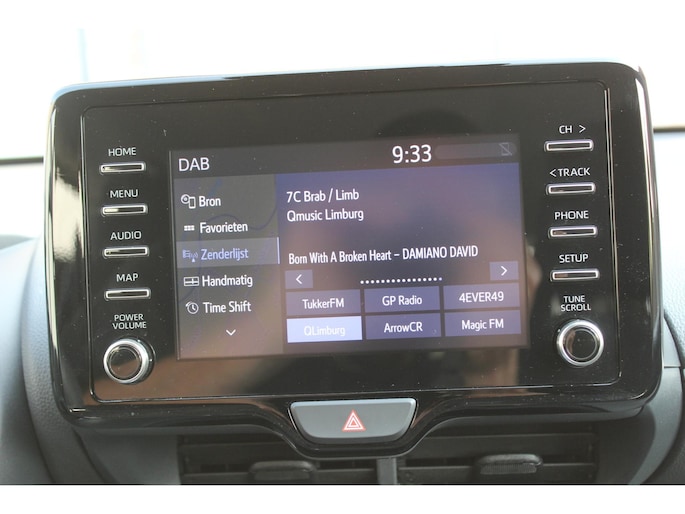 HOME
MENU
AUDIO
MAP
POWER
VOLUME
DAB
9:33
Bron
Favorieten
Zenderlijst
Handmatig
Time Shift
7C Brab / Limb
Qmusic Limburg
Born With A Broken Heart – DAMIANO DAVID
< >
TukkerFM GP Radio 4EVER49
QLimburg ArrowCR Magic FM
CH >
< TRACK
PHONE
SETUP
TUNE
SCROLL